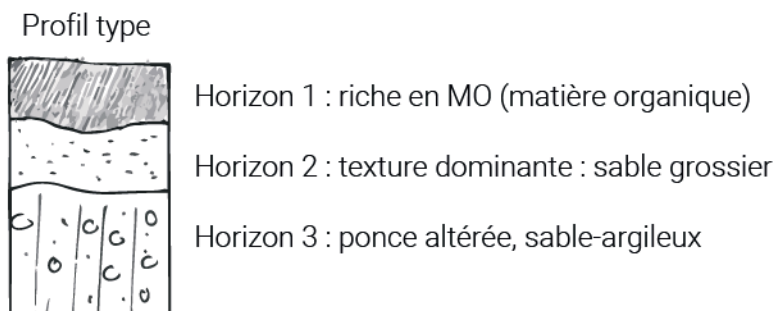 Profil type
Horizon 1 : riche en MO (matière organique)
Horizon 2 : texture dominante : sable grossier
Horizon 3 : ponce altérée, sable-argileux